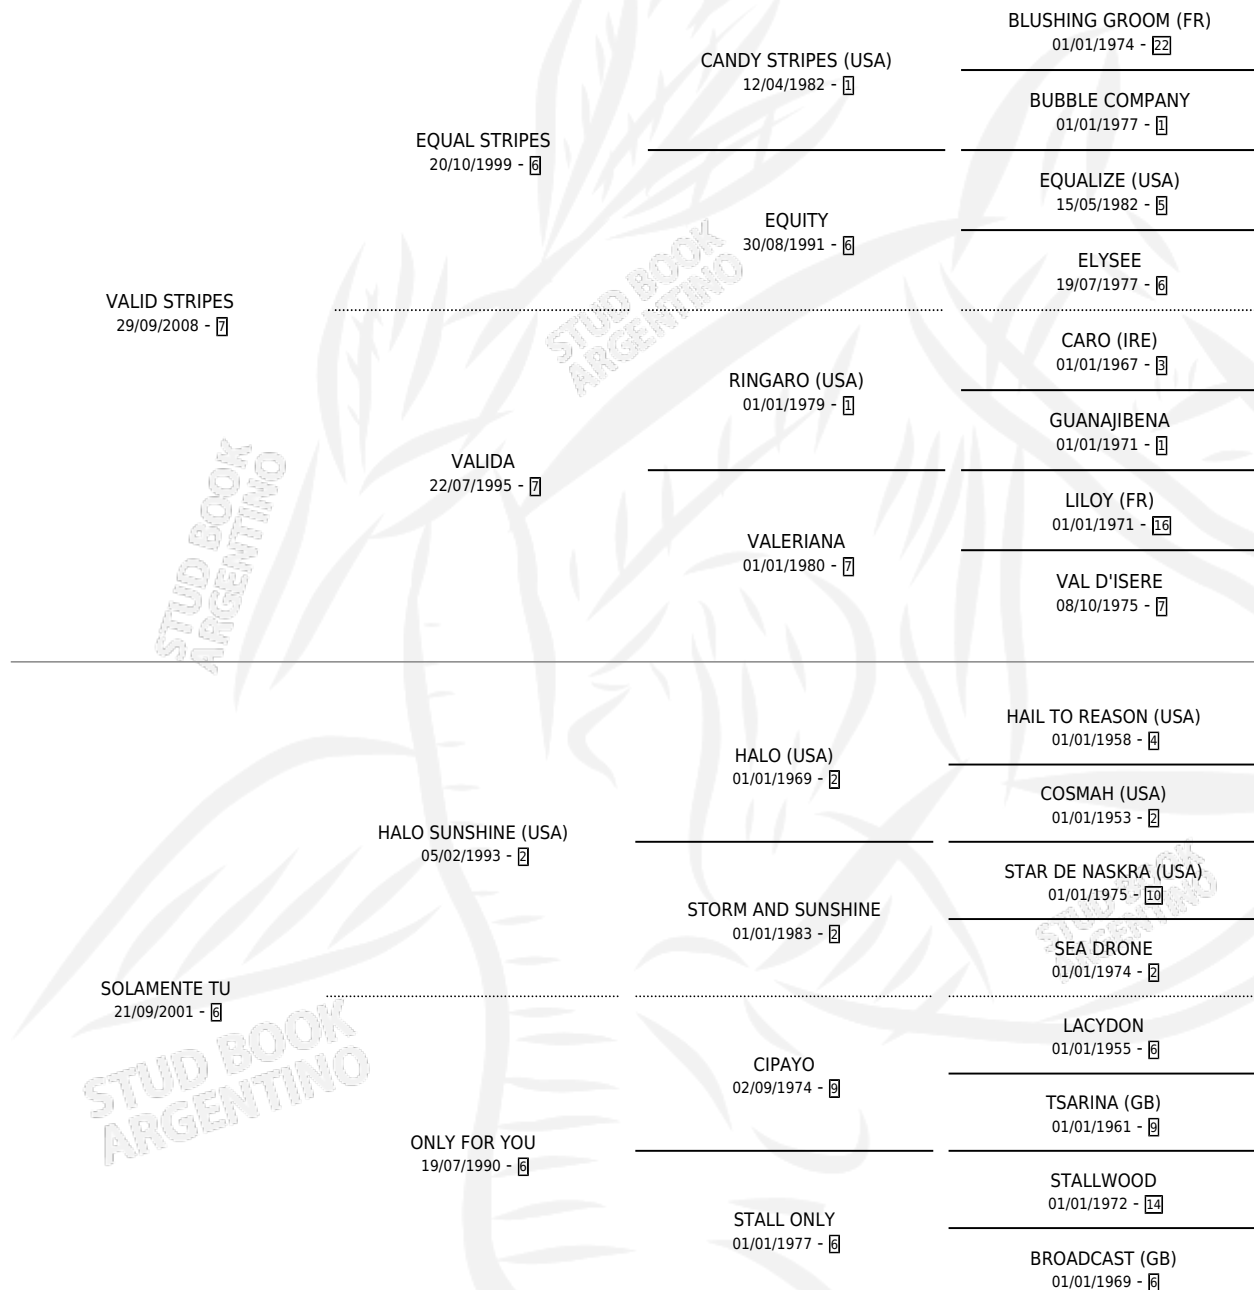 BLUSHING GROOM (FR)
01/01/1974 - 22
CANDY STRIPES (USA)
12/04/1982 - 1
BUBBLE COMPANY
01/01/1977 - 1
EQUAL STRIPES
20/10/1999 - 6
EQUALIZE (USA)
15/05/1982 - 5
EQUITY
30/08/1991 - 6
ELYSEE
19/07/1977 - 6
VALID STRIPES
29/09/2008 - 7
CARO (IRE)
01/01/1967 - 3
RINGARO (USA)
01/01/1979 - 1
GUANAJIBENA
01/01/1971 - 1
VALIDA
22/07/1995 - 7
LILOY (FR)
01/01/1971 - 16
VALERIANA
01/01/1980 - 7
VAL D'ISERE
08/10/1975 - 7
HAIL TO REASON (USA)
01/01/1958 - 4
HALO (USA)
01/01/1969 - 2
COSMAH (USA)
01/01/1953 - 2
HALO SUNSHINE (USA)
05/02/1993 - 2
STAR DE NASKRA (USA)
01/01/1975 - 10
STORM AND SUNSHINE
01/01/1983 - 2
SEA DRONE
01/01/1974 - 2
SOLAMENTE TU
21/09/2001 - 6
LACYDON
01/01/1955 - 6
CIPAYO
02/09/1974 - 9
TSARINA (GB)
01/01/1961 - 9
ONLY FOR YOU
19/07/1990 - 6
STALLWOOD
01/01/1972 - 14
STALL ONLY
01/01/1977 - 6
BROADCAST (GB)
01/01/1969 - 6
STUD BOOK
ARGENTINO
STUD BOOK
ARGENTINO
STUD BOOK
ARGENTINO
STUD BOOK
ARGENTINO